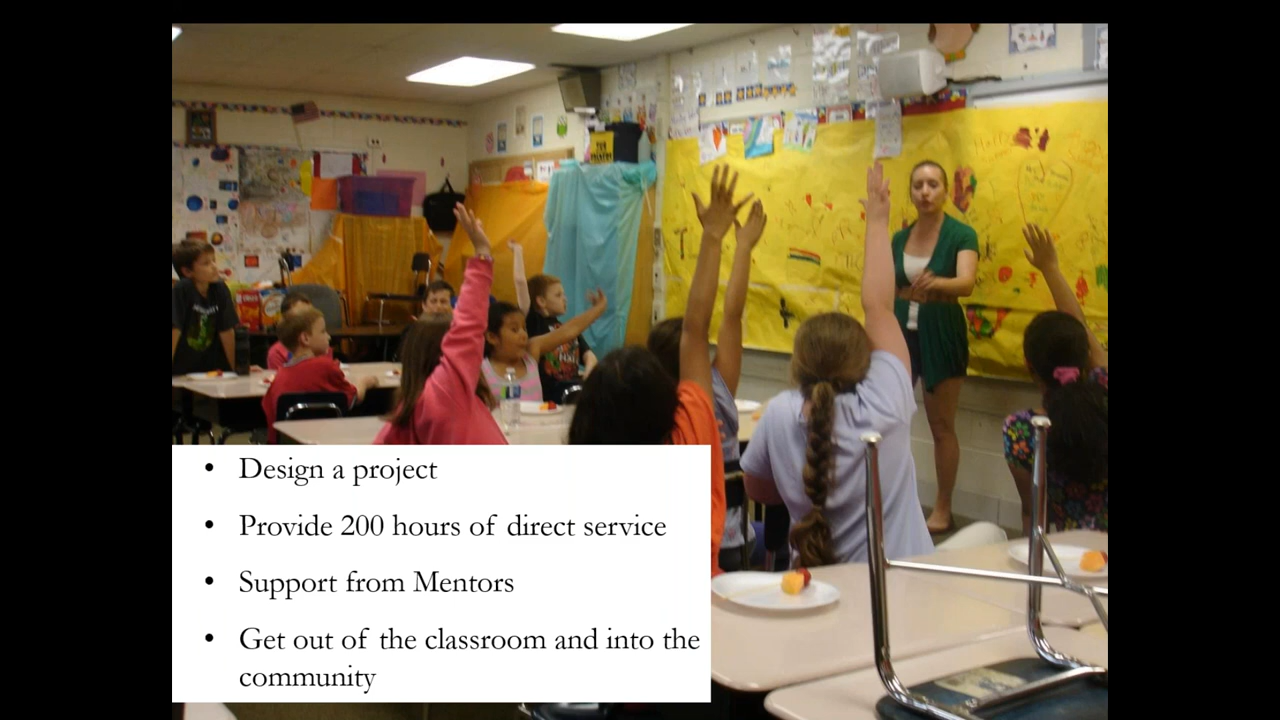 • Design a project
• Provide 200 hours of direct service
• Support from Mentors
• Get out of the classroom and into the
community